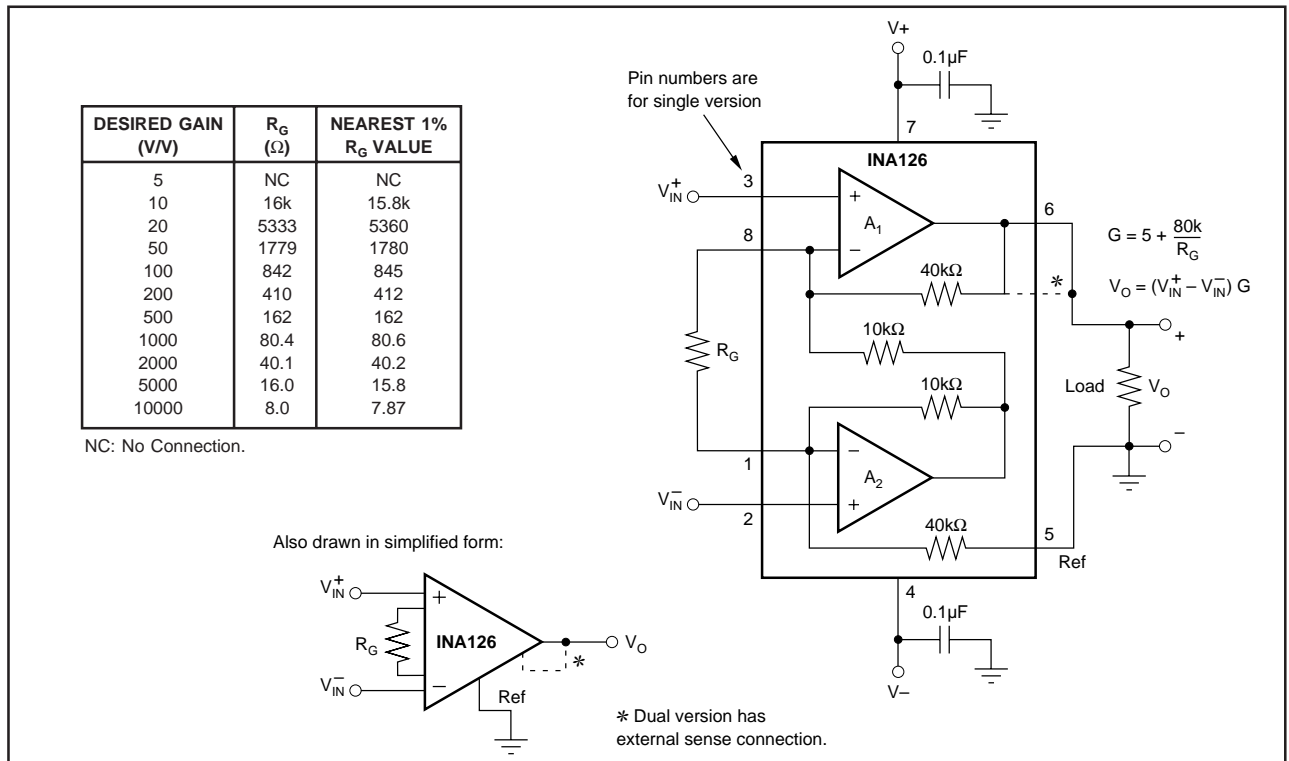 DESIRED GAIN (V/V) | R_G (Ω) | NEAREST 1% R_G VALUE
5 | NC | NC
10 | 16k | 15.8k
20 | 5333 | 5360
50 | 1779 | 1780
100 | 842 | 845
200 | 410 | 412
500 | 162 | 162
1000 | 80.4 | 80.6
2000 | 40.1 | 40.2
5000 | 16.0 | 15.8
10000 | 8.0 | 7.87
NC: No Connection.
Pin numbers are
for single version
V+
0.1µF
7
INA126
3
V_IN^+
+
A_1
–
8
6
40kΩ
*
G = 5 + 80k / R_G
V_O = (V_IN^+ – V_IN^–) G
10kΩ
R_G
10kΩ
+
Load
V_O
–
1
–
A_2
+
V_IN^–
2
40kΩ
5
Ref
4
0.1µF
V–
Also drawn in simplified form:
V_IN^+
+
R_G
INA126
V_O
*
V_IN^–
–
Ref
* Dual version has
external sense connection.